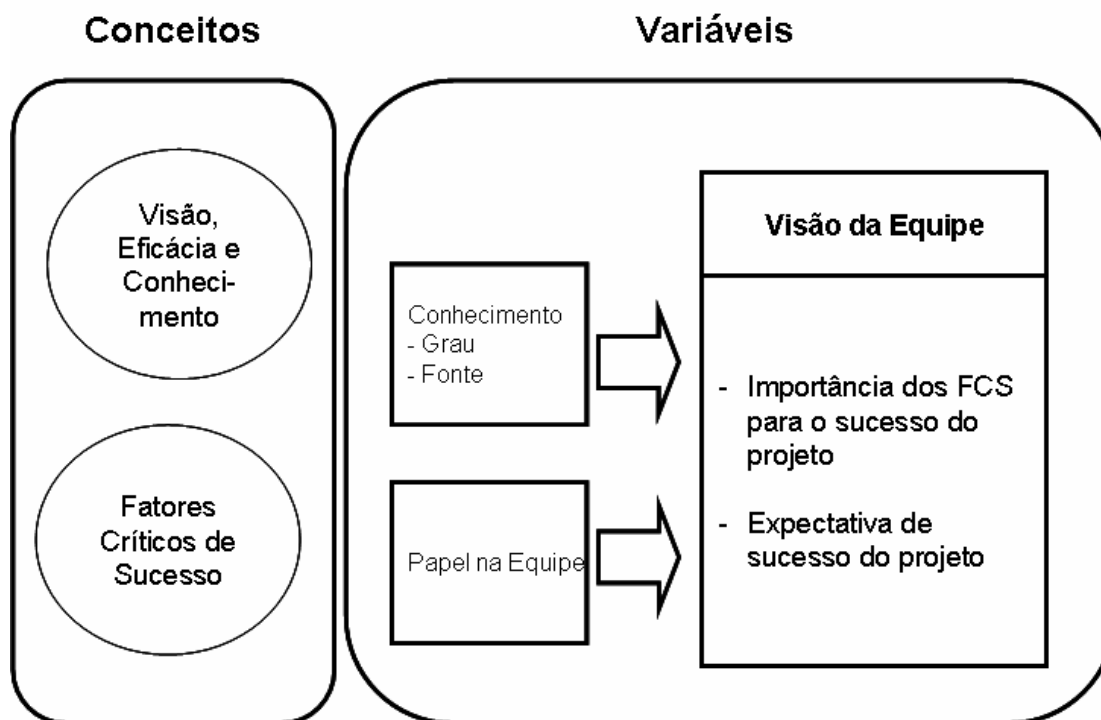 Conceitos
Variáveis
Visão,
Eficácia e
Conheci-
mento
Fatores
Críticos de
Sucesso
Conhecimento
- Grau
- Fonte
Papel na Equipe
Visão da Equipe
- Importância dos FCS
para o sucesso do
projeto
- Expectativa de
sucesso do projeto